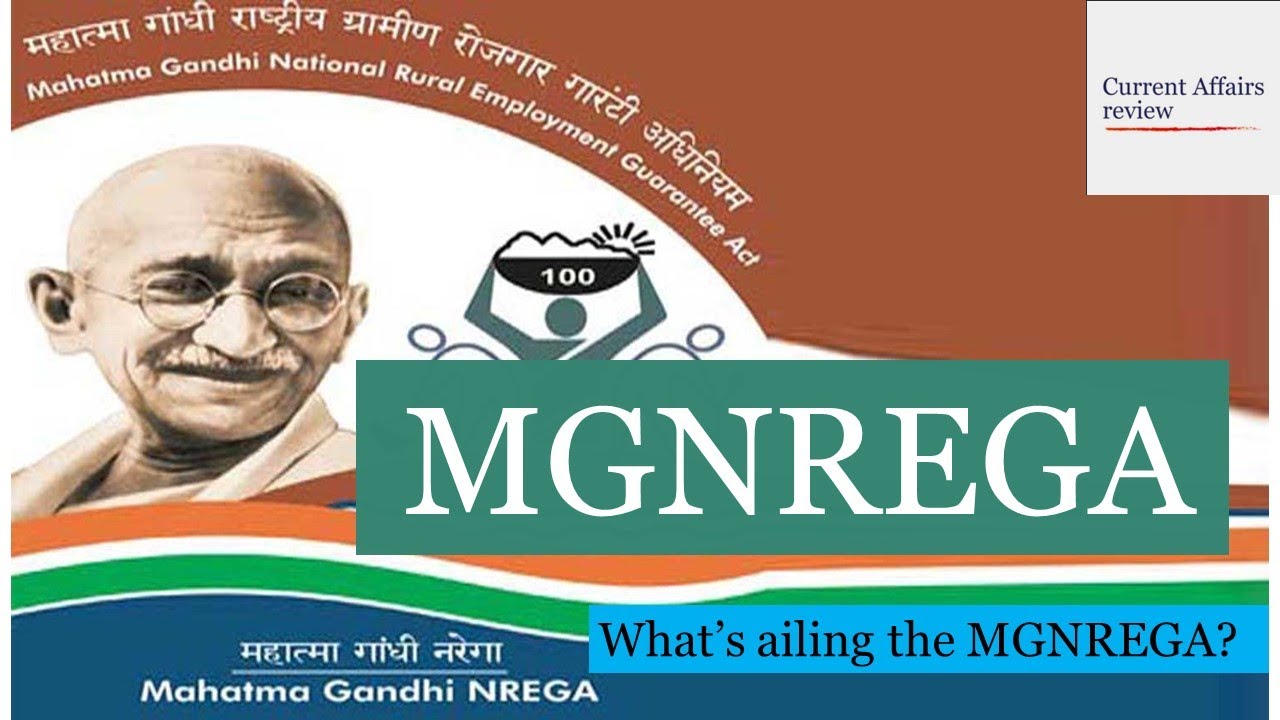 महात्मा गांधी राष्ट्रीय ग्रामीण रोजगार गारंटी अधिनियम
Mahatma Gandhi National Rural Employment Guarantee Act
Current Affairs
review
100
MGNREGA
What's ailing the MGNREGA?
महात्मा गांधी नरेगा
Mahatma Gandhi NREGA